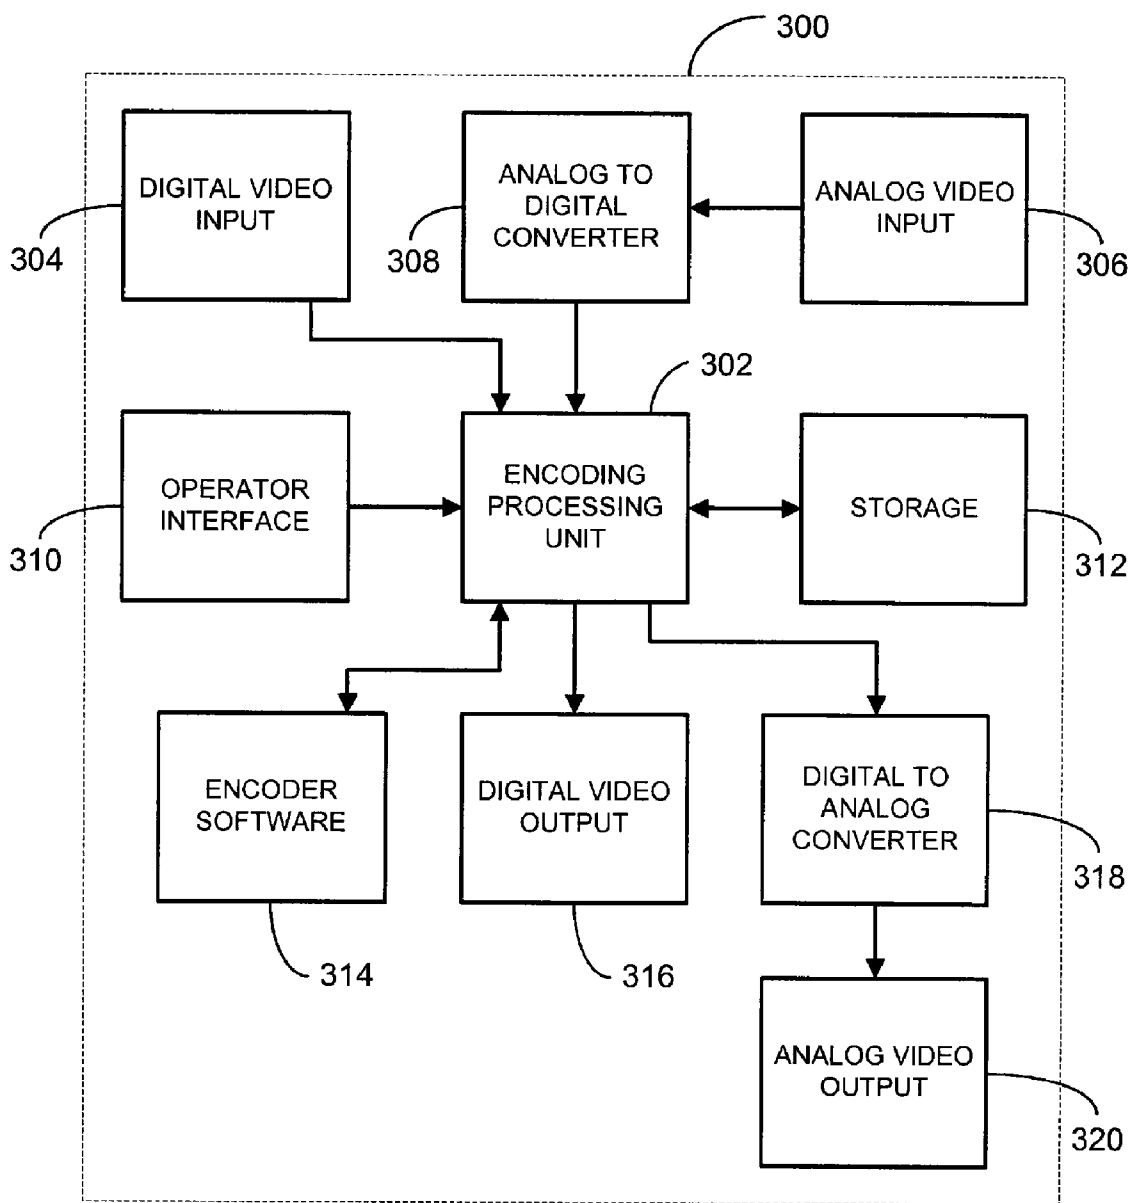 300
DIGITAL VIDEO
INPUT
304
ANALOG TO
DIGITAL
CONVERTER
308
ANALOG VIDEO
INPUT
306
302
OPERATOR
INTERFACE
310
ENCODING
PROCESSING
UNIT
STORAGE
312
ENCODER
SOFTWARE
314
DIGITAL VIDEO
OUTPUT
316
DIGITAL TO
ANALOG
CONVERTER
318
ANALOG VIDEO
OUTPUT
320